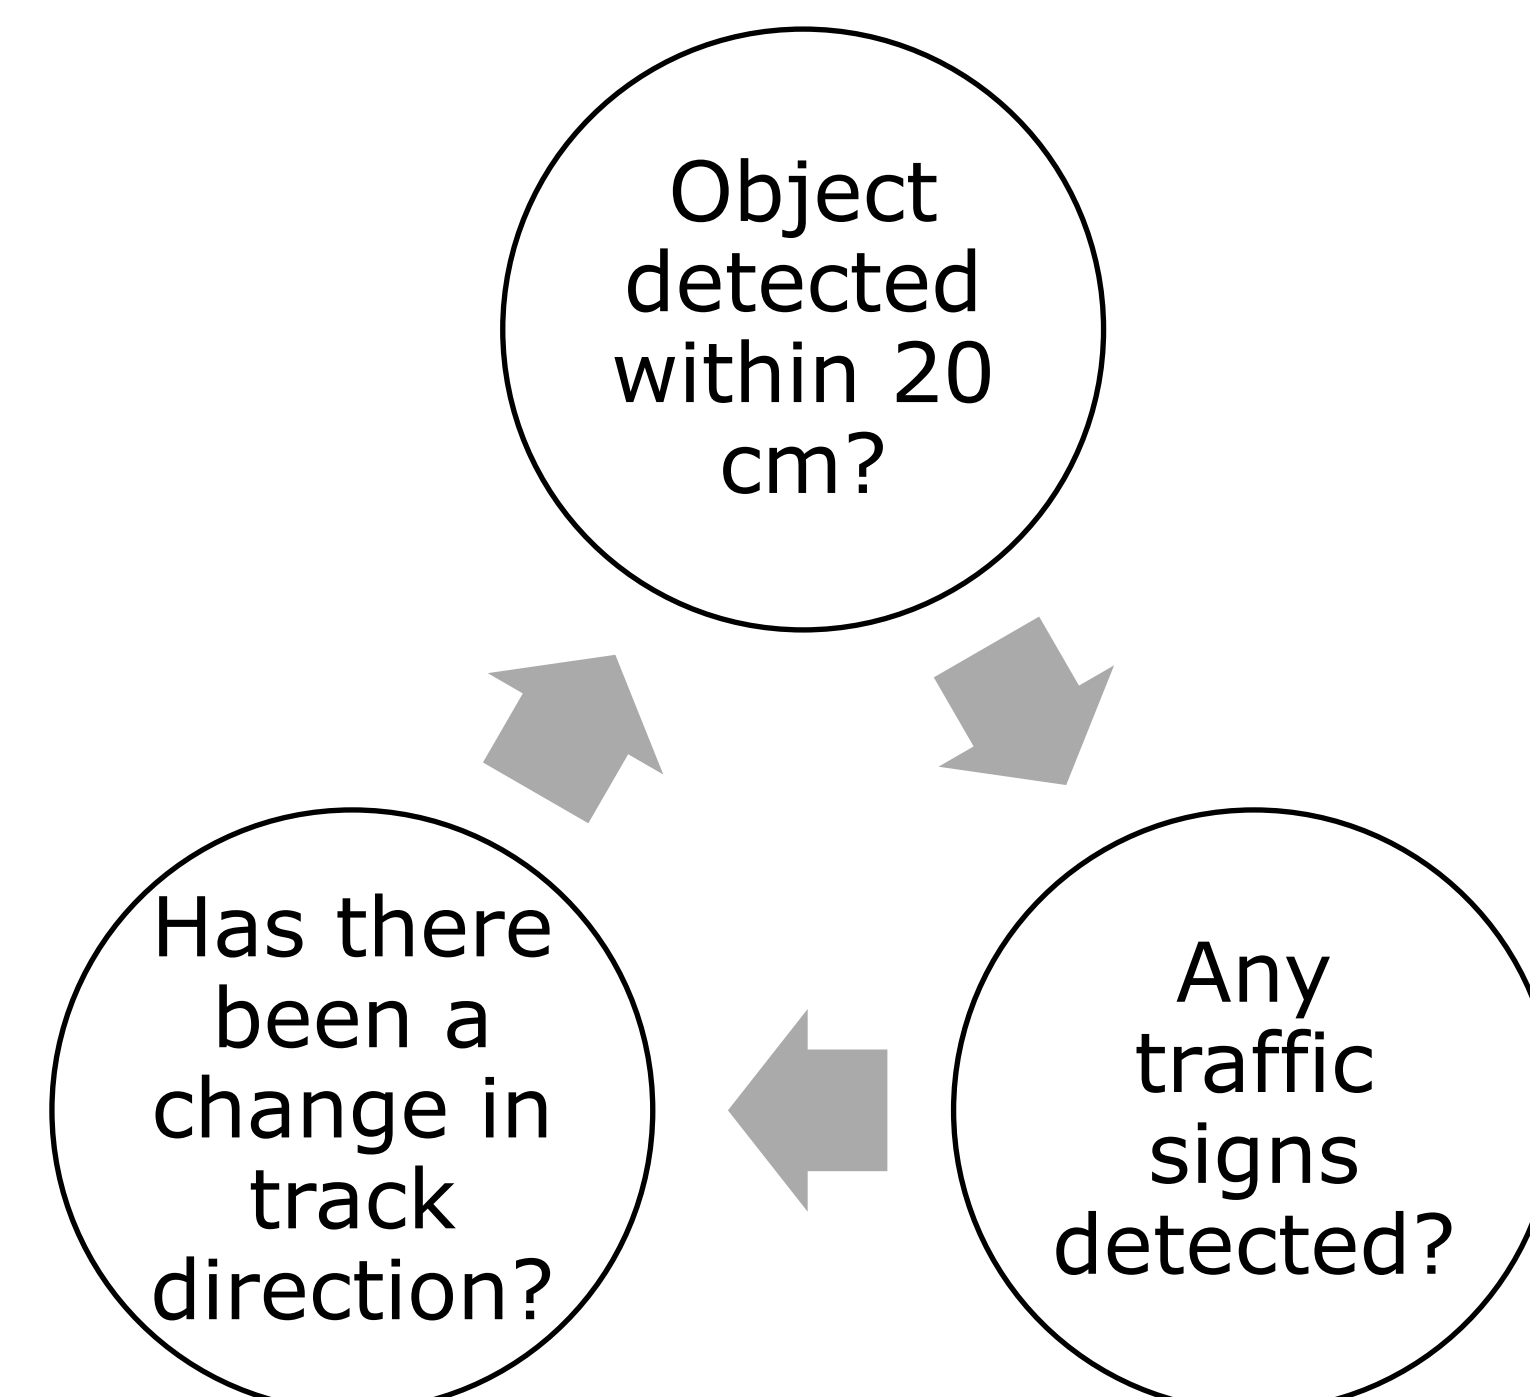 Object
detected
within 20
cm?
Any
traffic
signs
detected?
Has there
been a
change in
track
direction?